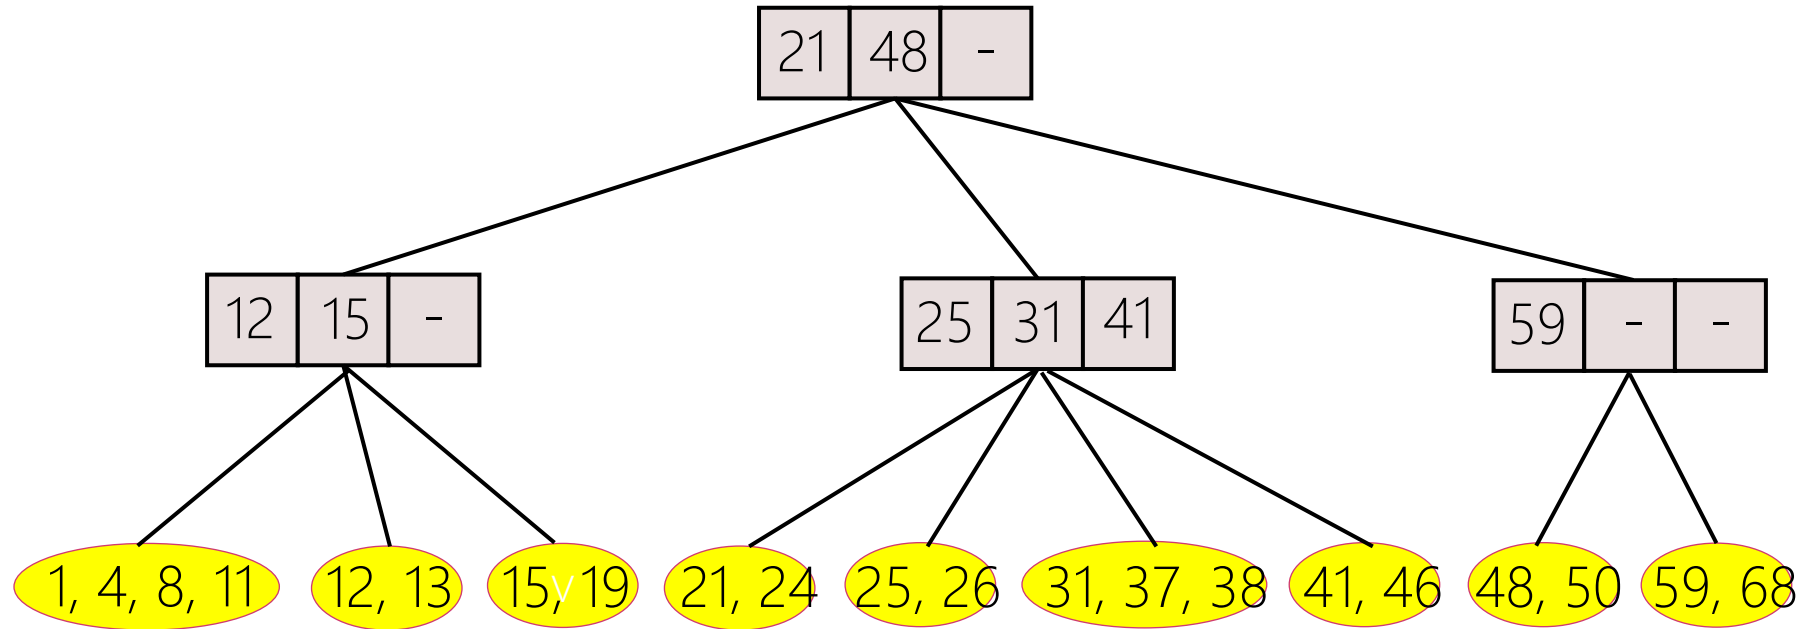 21 48 -
12 15 -
25 31 41
59 - -
1, 4, 8, 11
12, 13
15, 19
21, 24
25, 26
31, 37, 38
41, 46
48, 50
59, 68